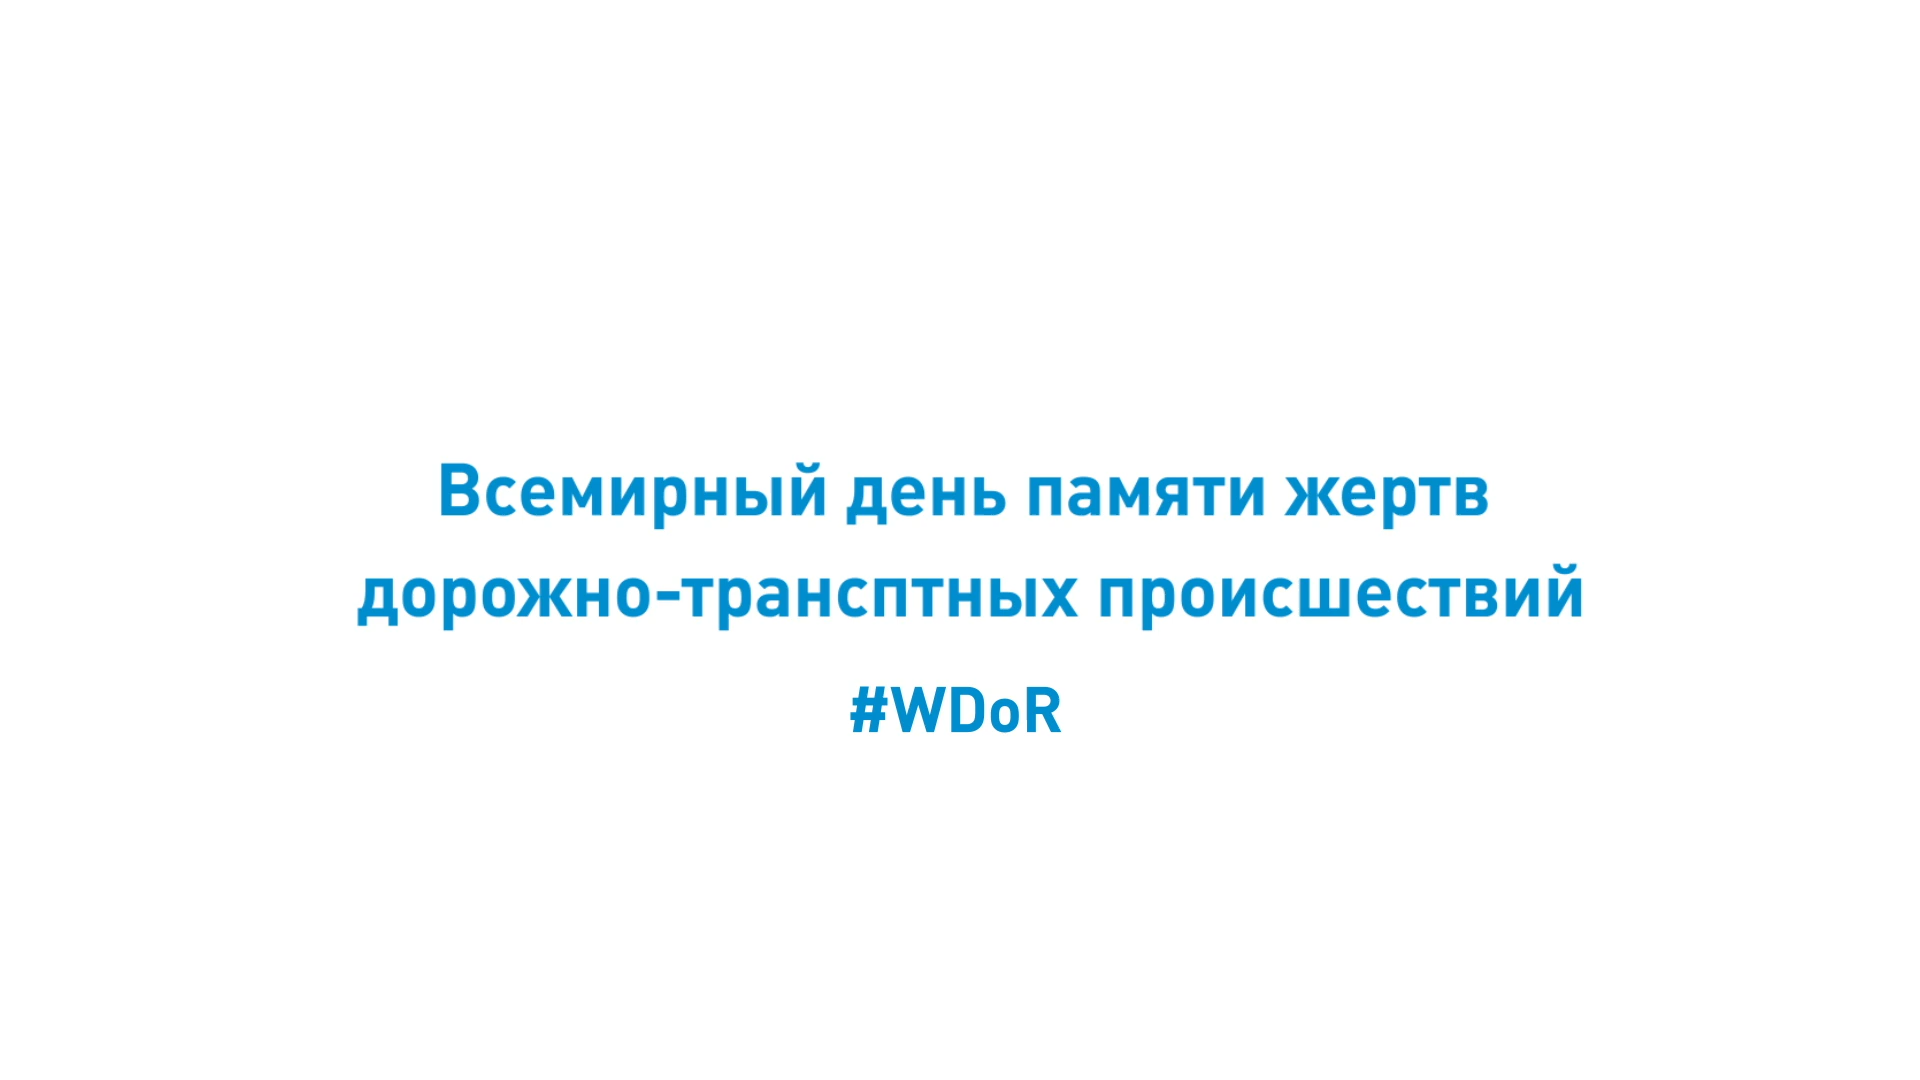 Всемирный день памяти жертв
дорожно-трансптных происшествий
#WDoR